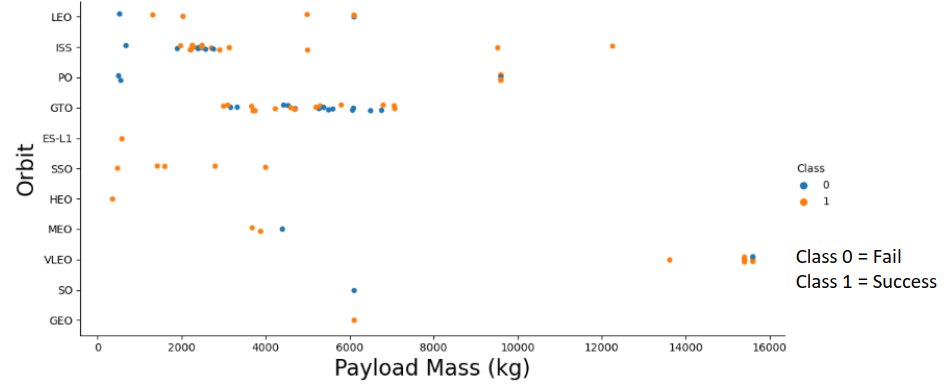 LEO
ISS
PO
GTO
ES-L1
SSO
HEO
MEO
VLEO
SO
GEO
Orbit
0 2000 4000 6000 8000 10000 12000 14000 16000
Payload Mass (kg)
Class
0
1
Class 0 = Fail
Class 1 = Success